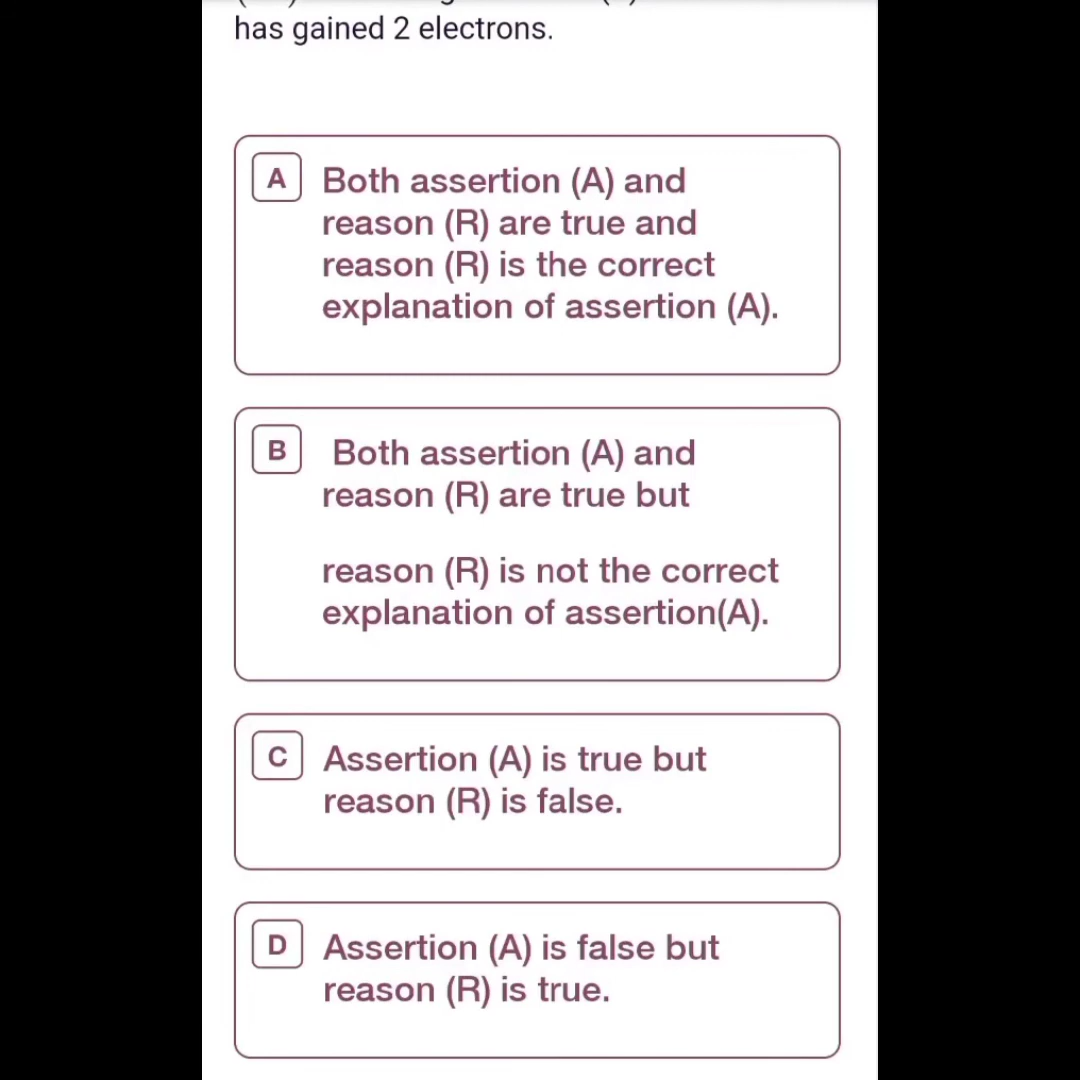 has gained 2 electrons.
A Both assertion (A) and
reason (R) are true and
reason (R) is the correct
explanation of assertion (A).
B Both assertion (A) and
reason (R) are true but
reason (R) is not the correct
explanation of assertion(A).
C Assertion (A) is true but
reason (R) is false.
D Assertion (A) is false but
reason (R) is true.